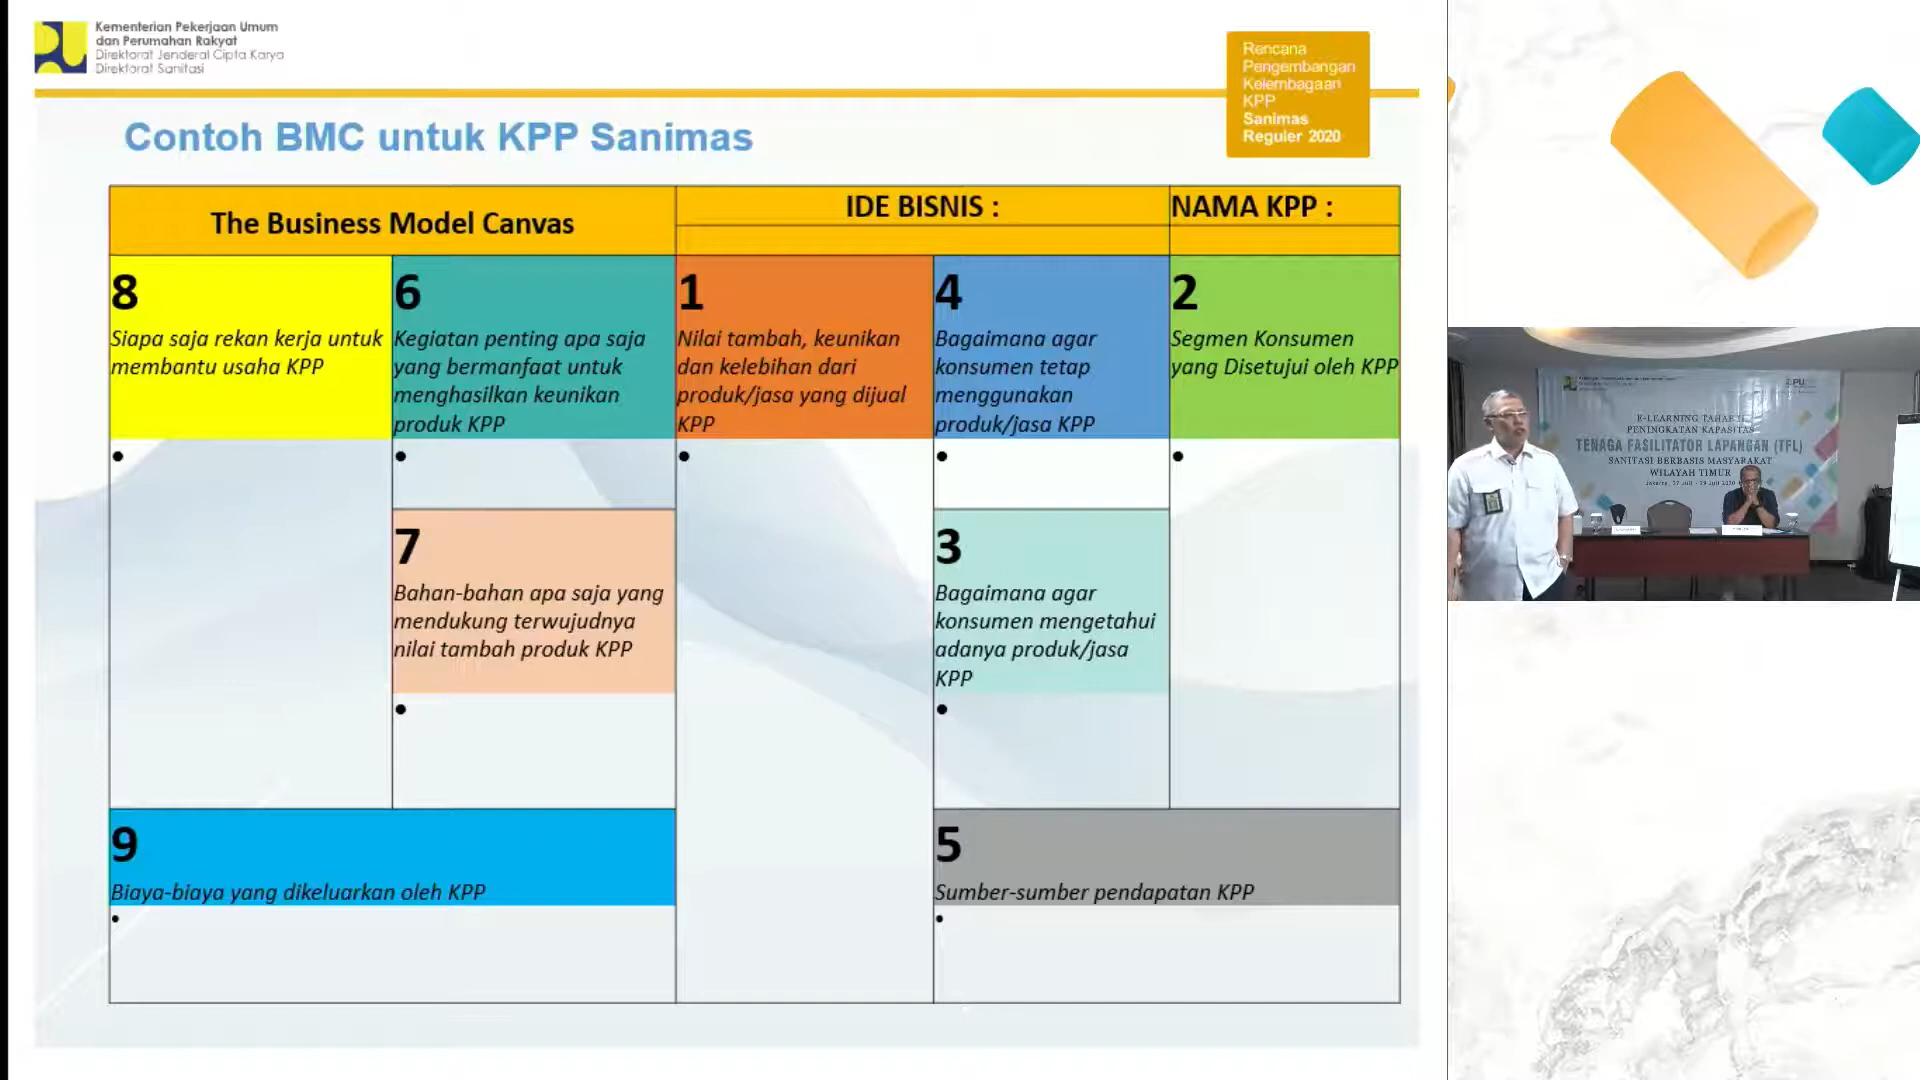 Kementerian Pekerjaan Umum
dan Perumahan Rakyat
Direktorat Jenderal Cipta Karya
Direktorat Sanitasi
Rencana
Pengembangan
Kelembagaan
KPP
Sanimas
Reguler 2020
Contoh BMC untuk KPP Sanimas
The Business Model Canvas
IDE BISNIS :
NAMA KPP :
8
Siapa saja rekan kerja untuk
membantu usaha KPP
6
Kegiatan penting apa saja
yang bermanfaat untuk
menghasilkan keunikan
produk KPP
1
Nilai tambah, keunikan
dan kelebihan dari
produk/jasa yang dijual
KPP
4
Bagaimana agar
konsumen tetap
menggunakan
produk/jasa KPP
2
Segmen Konsumen
yang Disetujui oleh KPP
7
Bahan-bahan apa saja yang
mendukung terwujudnya
nilai tambah produk KPP
3
Bagaimana agar
konsumen mengetahui
adanya produk/jasa
KPP
9
Biaya-biaya yang dikeluarkan oleh KPP
5
Sumber-sumber pendapatan KPP
E-LEARNING TAHAP
PENINGKATAN KAPASITAS
TENAGA FASILITATOR LAPANGAN (TFL)
SANITASI BERBASIS MASYARAKAT
WILAYAH TIMUR
Jakarta, 27 Juli - 29 Juli 2020